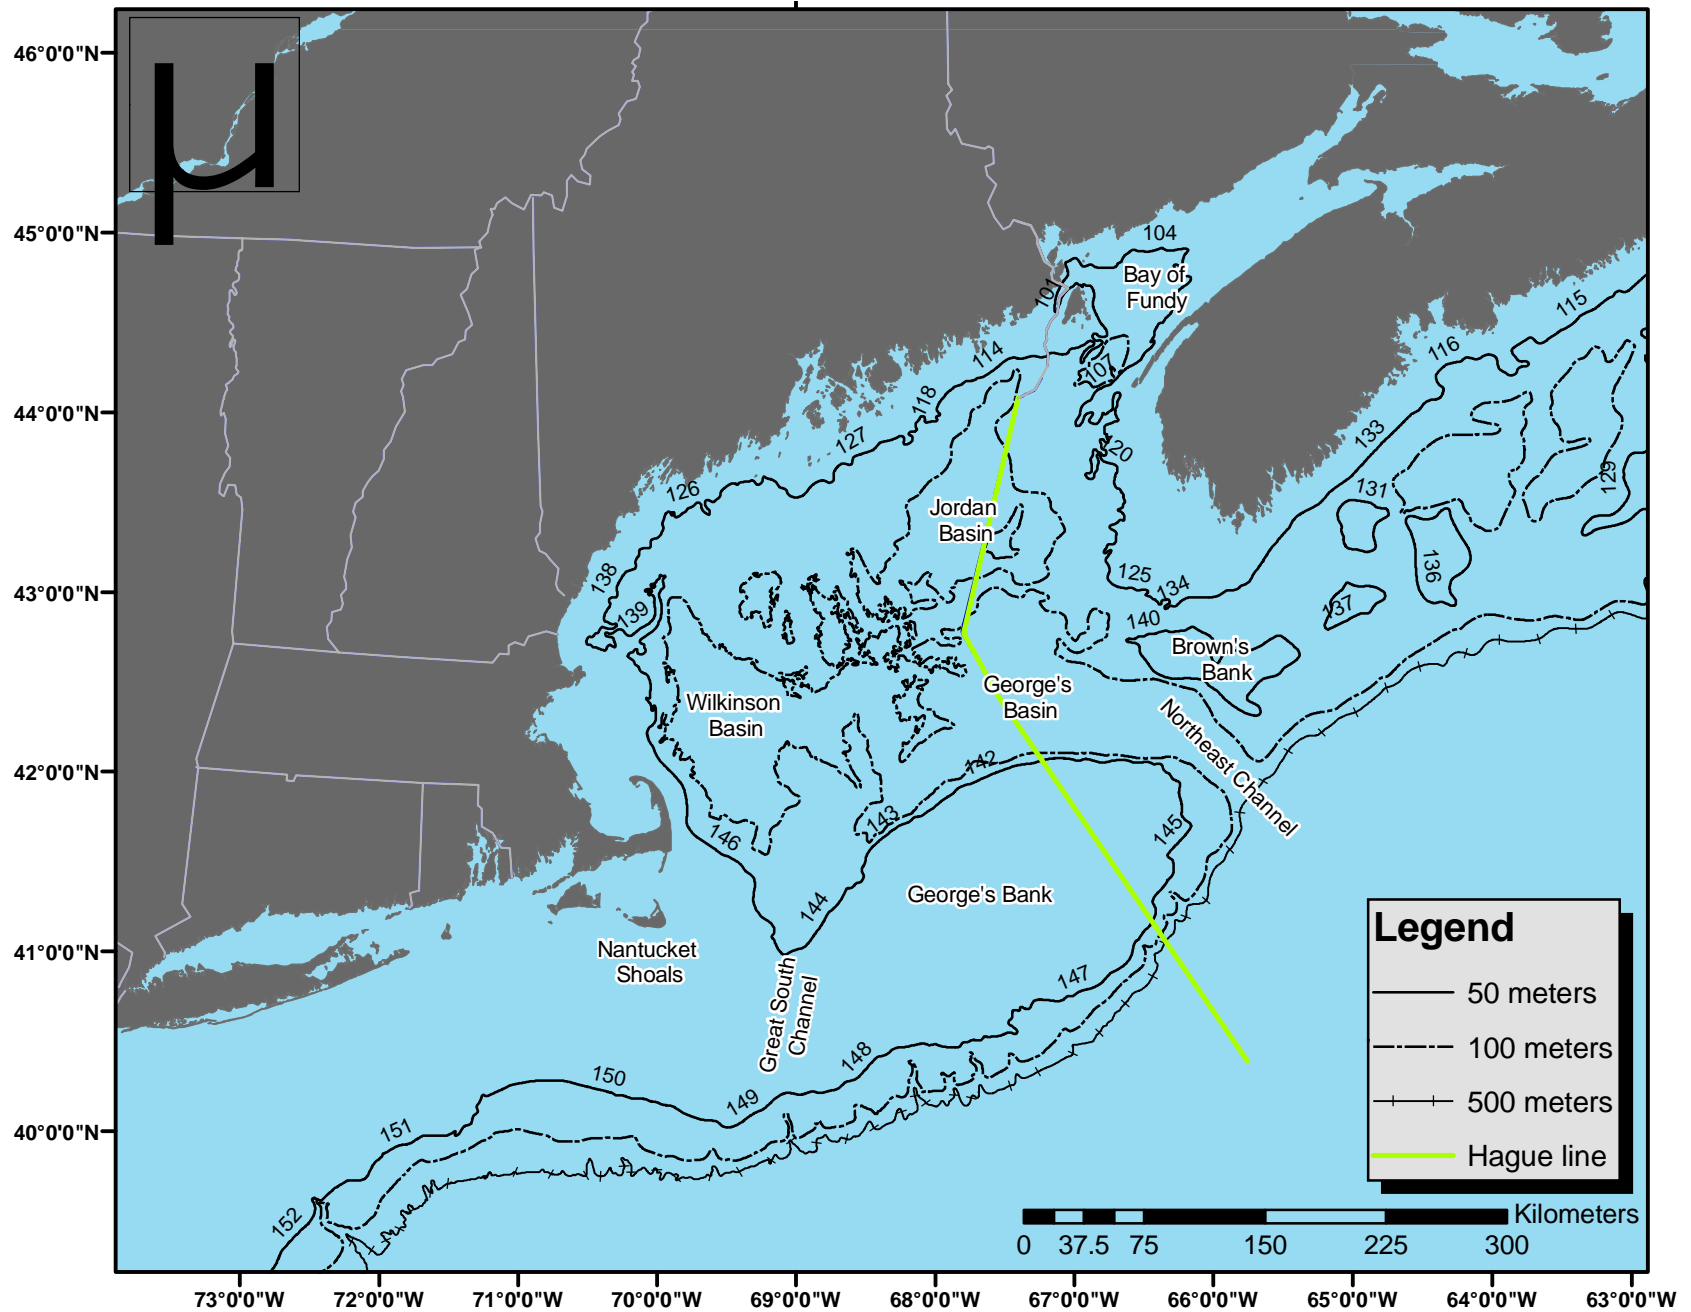 46°0'0"N
45°0'0"N
44°0'0"N
43°0'0"N
42°0'0"N
41°0'0"N
40°0'0"N
µ
104
Bay of
Fundy
101
107
114
118
127
126
120
115
116
133
131
129
136
137
Jordan
Basin
125
134
140
138
139
Brown's
Bank
Wilkinson
Basin
George's
Basin
Northeast Channel
142
143
145
146
144
George's Bank
Nantucket
Shoals
Great South
Channel
147
148
149
150
151
152
Legend
50 meters
100 meters
500 meters
Hague line
Kilometers
0 37.5 75 150 225 300
73°0'0"W 72°0'0"W 71°0'0"W 70°0'0"W 69°0'0"W 68°0'0"W 67°0'0"W 66°0'0"W 65°0'0"W 64°0'0"W 63°0'0"W